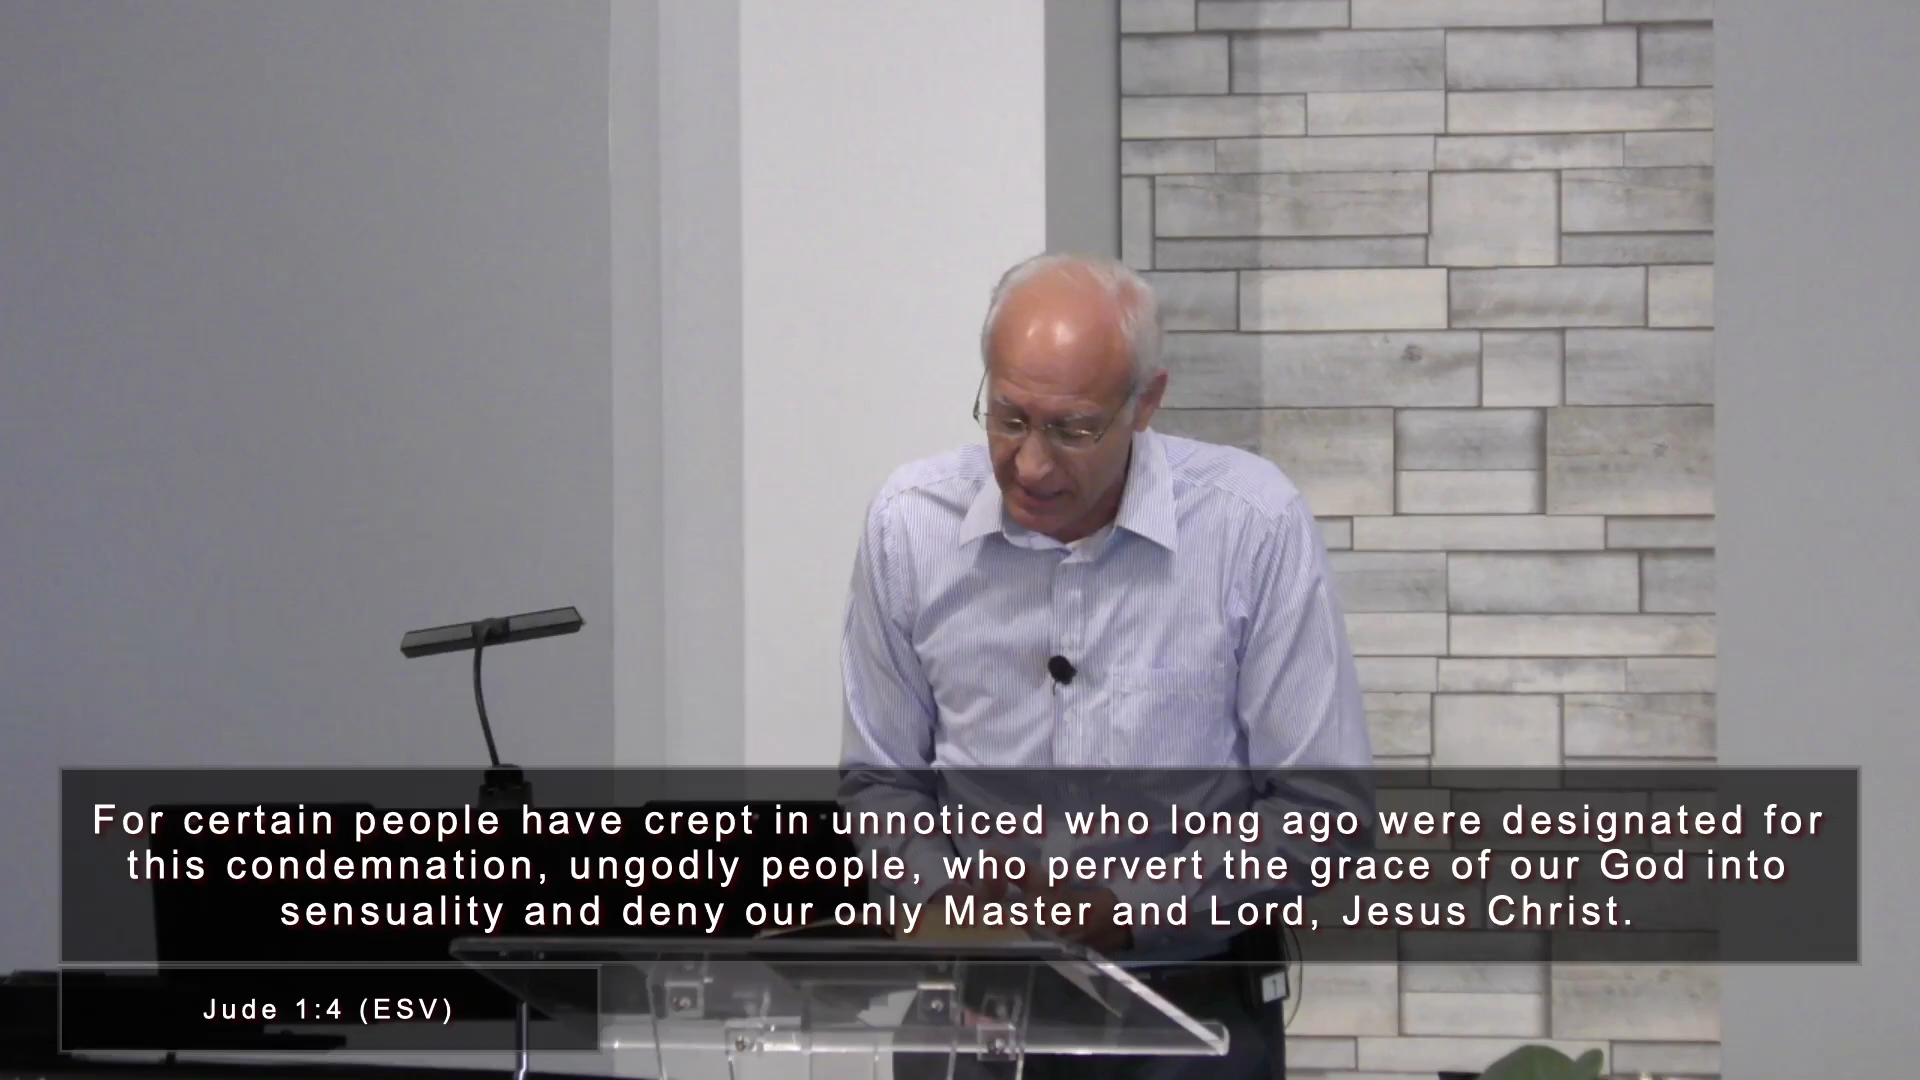 For certain people have crept in unnoticed who long ago were designated for
this condemnation, ungodly people, who pervert the grace of our God into
sensuality and deny our only Master and Lord, Jesus Christ.
Jude 1:4 (ESV)